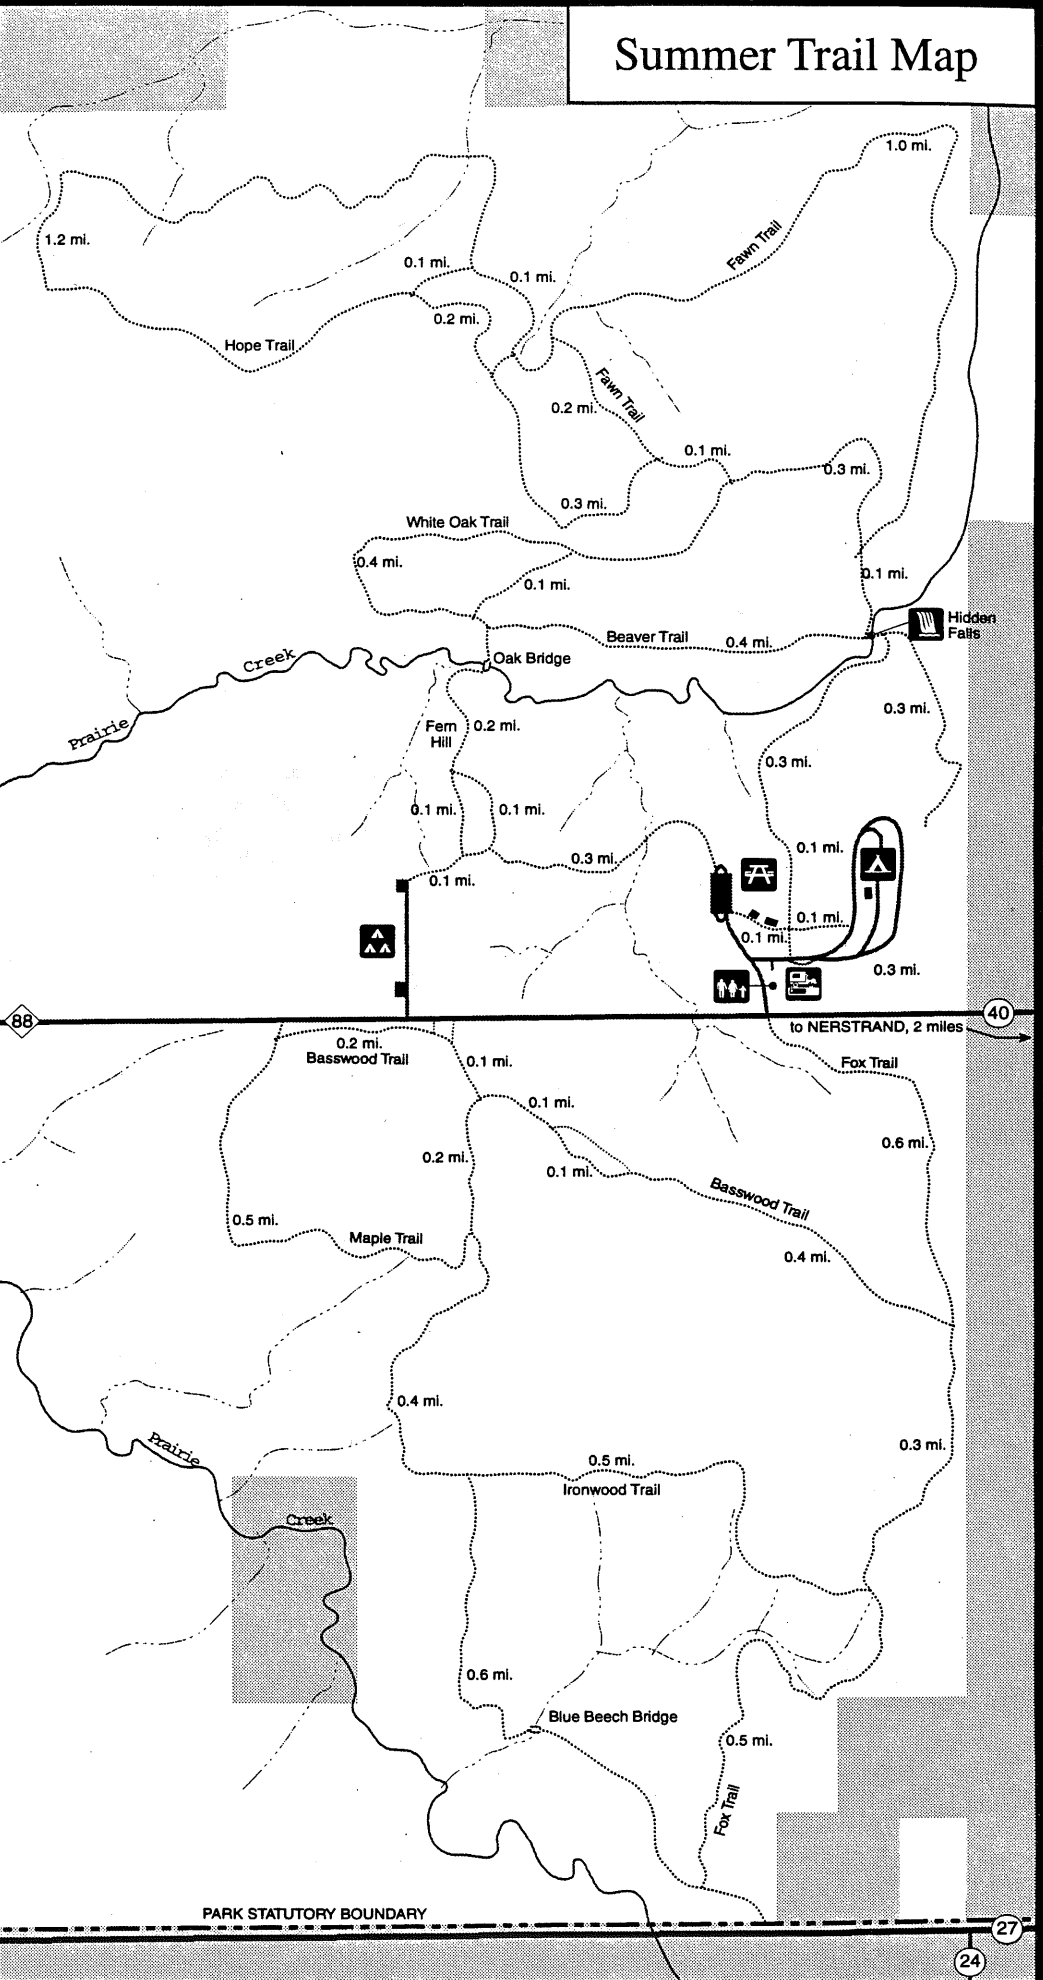 Summer Trail Map
1.0 mi.
1.2 mi.
Fawn Trail
0.1 mi.
0.1 mi.
0.2 mi.
Hope Trail
Fawn Trail
0.2 mi.
0.1 mi.
0.3 mi.
0.3 mi.
White Oak Trail
0.4 mi.
0.1 mi.
0.1 mi.
Hidden
Falls
Beaver Trail
0.4 mi.
Oak Bridge
Prairie Creek
0.3 mi.
Fern
Hill
0.2 mi.
0.3 mi.
0.1 mi.
0.1 mi.
0.1 mi.
0.3 mi.
0.1 mi.
0.1 mi.
0.1 mi.
0.3 mi.
88
40
to NERSTRAND, 2 miles
0.2 mi.
Basswood Trail
0.1 mi.
Fox Trail
0.1 mi.
0.6 mi.
0.2 mi.
0.1 mi.
Basswood Trail
0.5 mi.
Maple Trail
0.4 mi.
0.4 mi.
Prairie
0.3 mi.
0.5 mi.
Ironwood Trail
Creek
0.6 mi.
Blue Beech Bridge
0.5 mi.
Fox Trail
PARK STATUTORY BOUNDARY
27
24